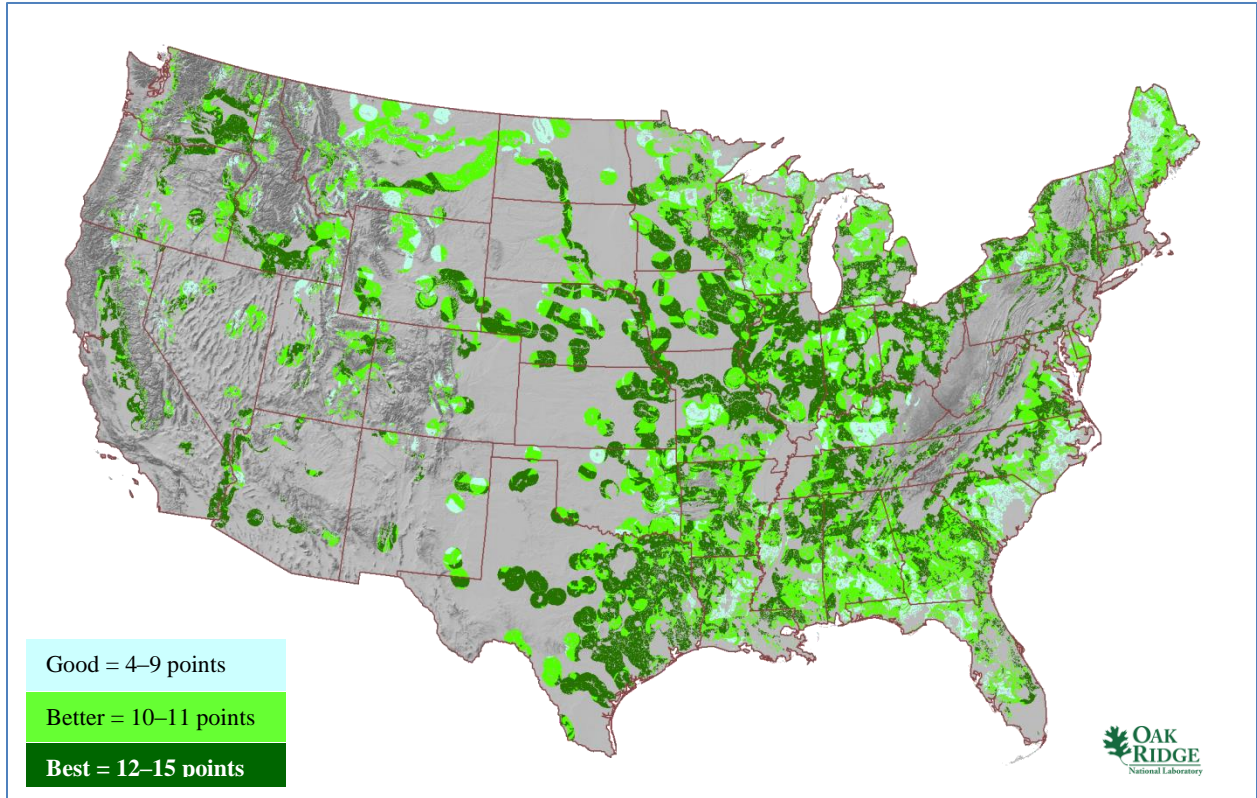 Good = 4–9 points
Better = 10–11 points
Best = 12–15 points
OAK
RIDGE
National Laboratory